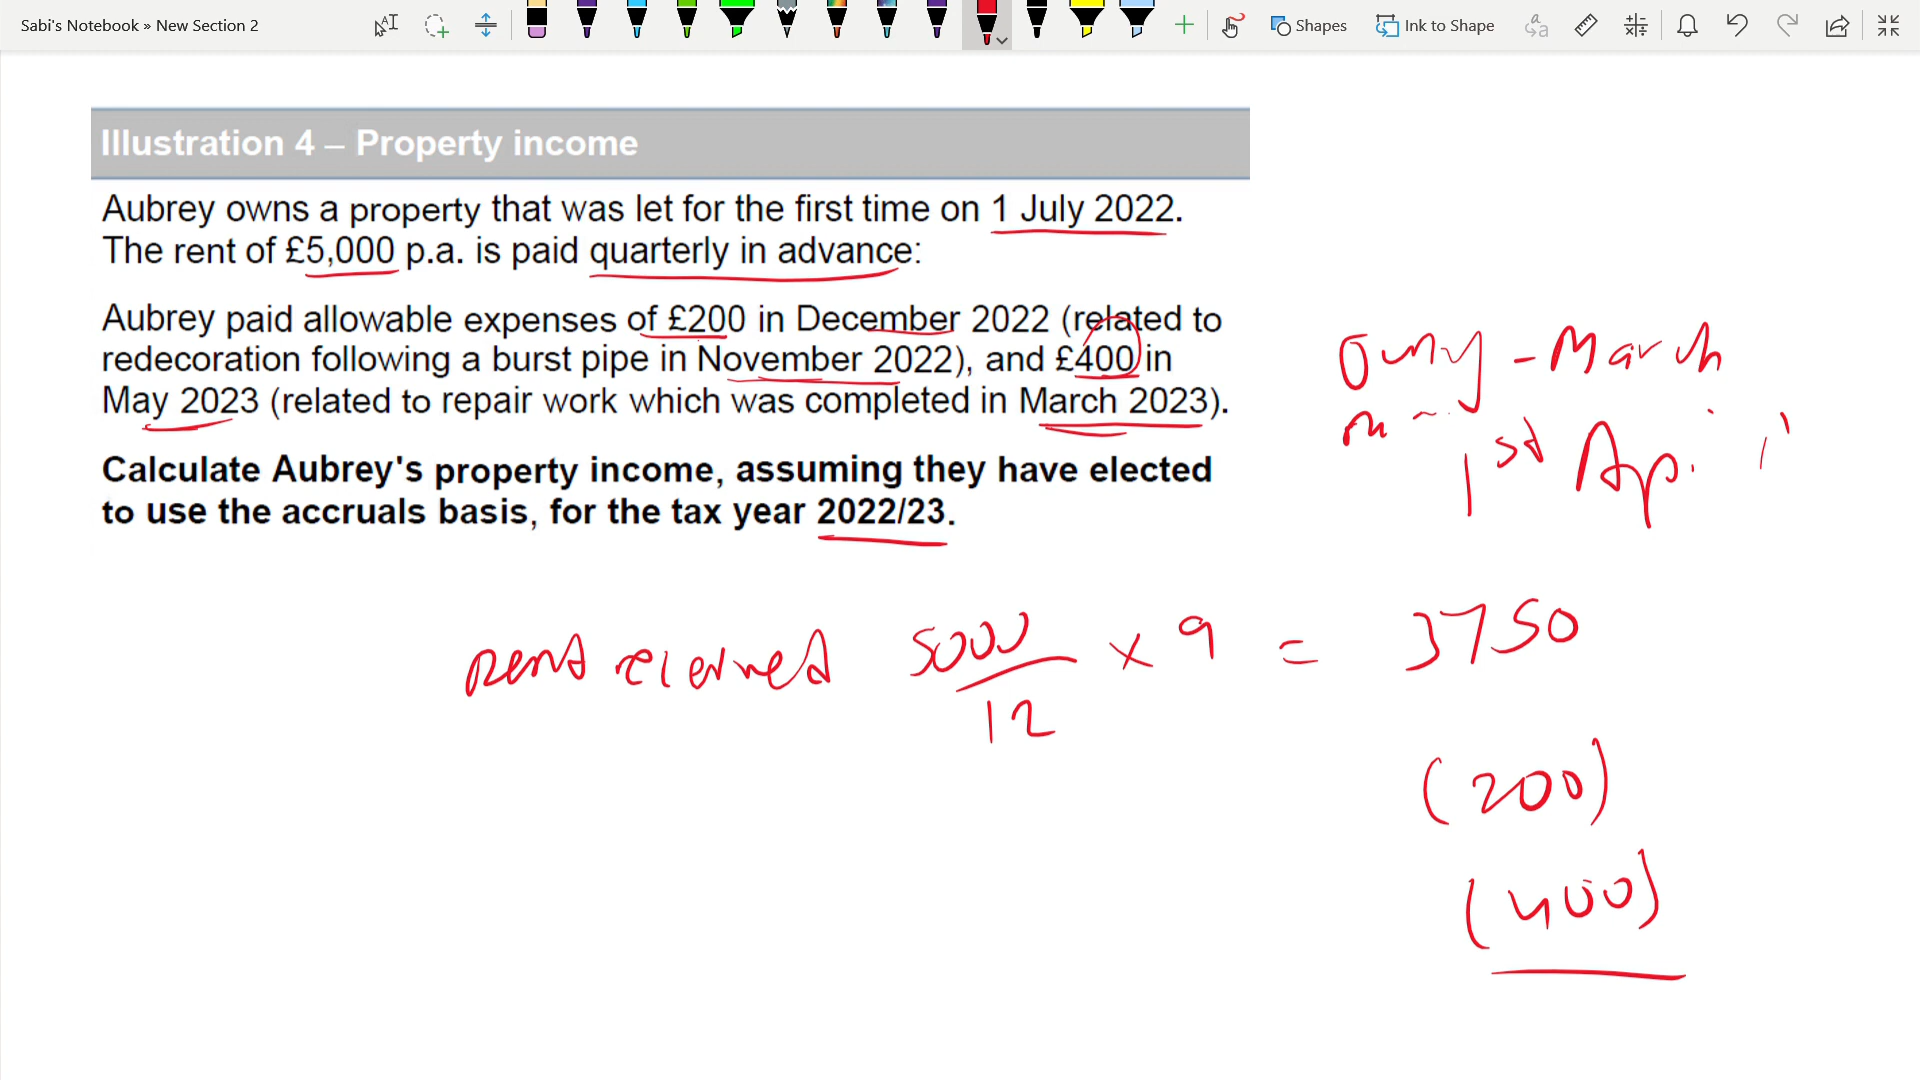 Sabi's Notebook » New Section 2
Shapes
Ink to Shape
Illustration 4 – Property income
Aubrey owns a property that was let for the first time on 1 July 2022.
The rent of £5,000 p.a. is paid quarterly in advance:
Aubrey paid allowable expenses of £200 in December 2022 (related to
redecoration following a burst pipe in November 2022), and £400 in
May 2023 (related to repair work which was completed in March 2023).
Calculate Aubrey's property income, assuming they have elected
to use the accruals basis, for the tax year 2022/23.
- March
1st
5000/12 × 9 = 3750
(200)
(400)